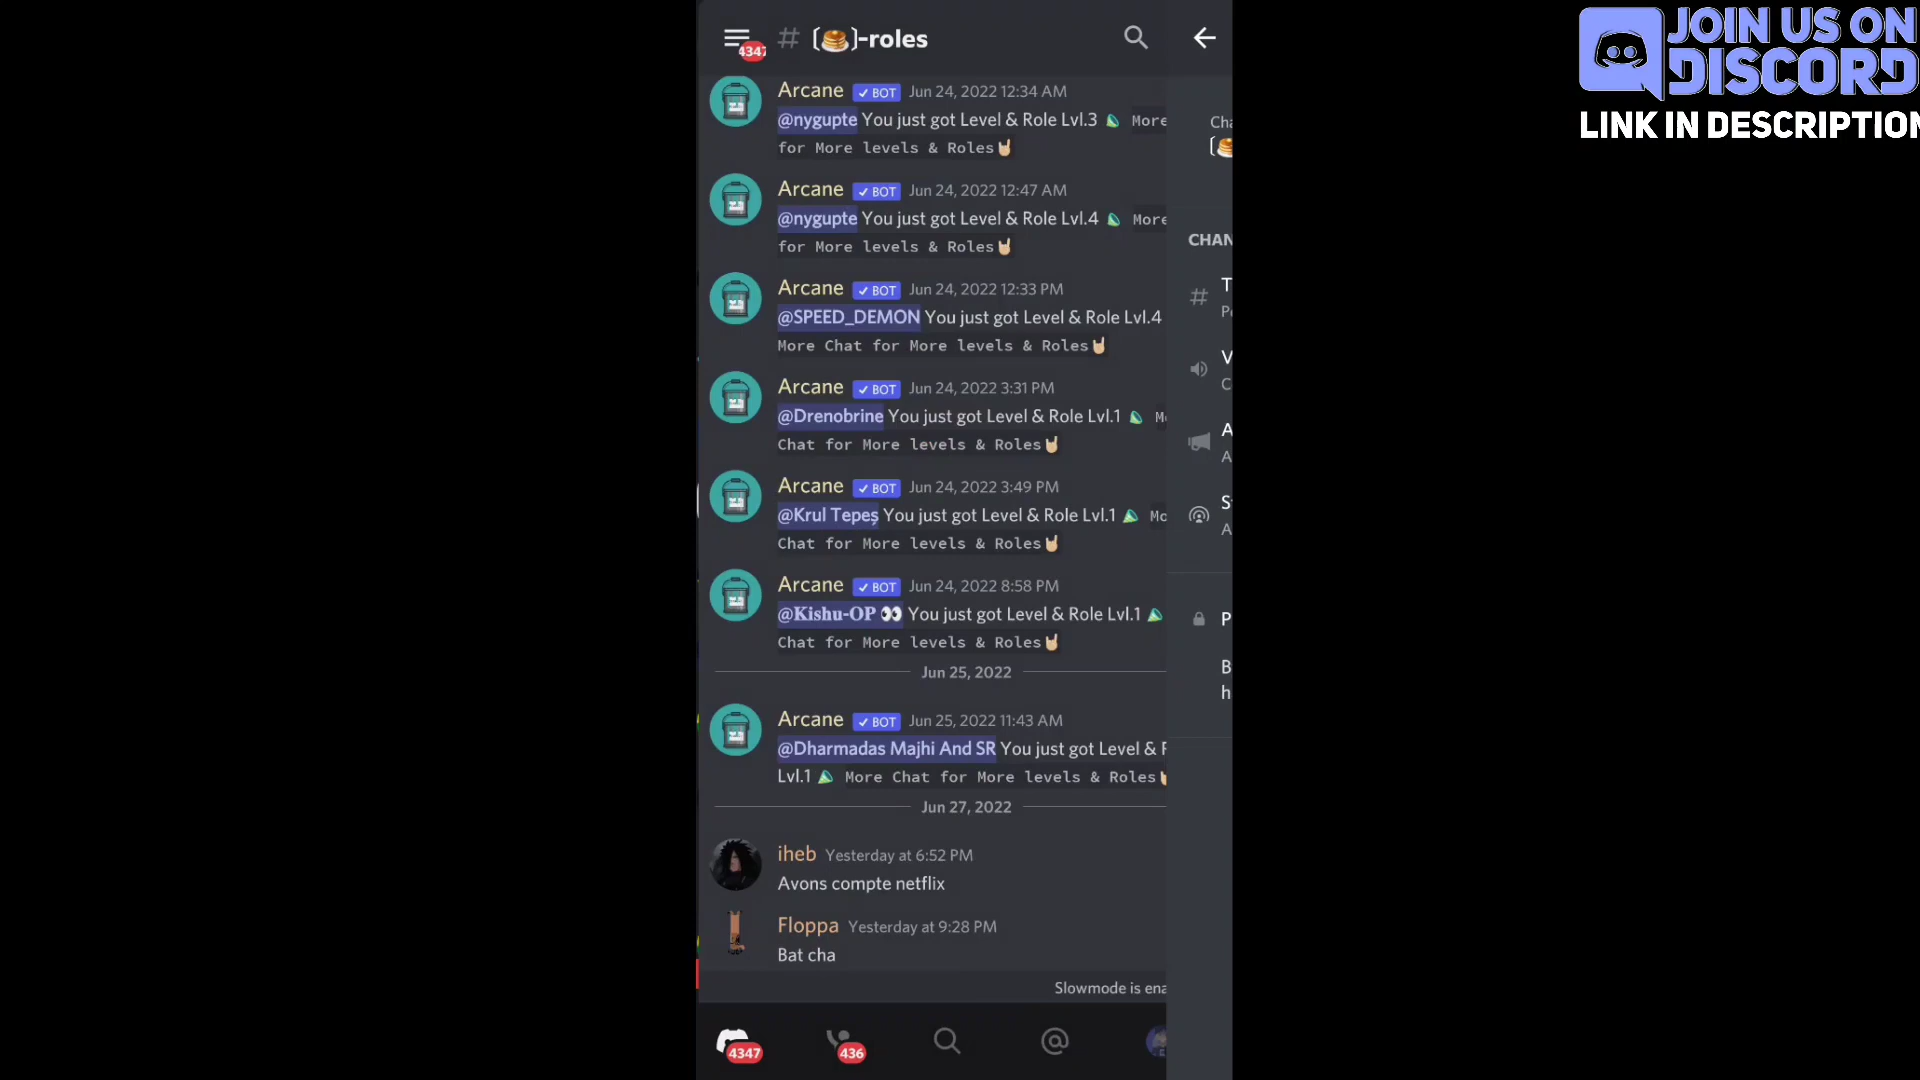 4347 # [🥞]-roles
Arcane ✓ BOT Jun 24, 2022 12:34 AM
@nygupte You just got Level & Role Lvl.3 More
for More levels & Roles🤘🏼
Arcane ✓ BOT Jun 24, 2022 12:47 AM
@nygupte You just got Level & Role Lvl.4 More
for More levels & Roles🤘🏼
Arcane ✓ BOT Jun 24, 2022 12:33 PM
@SPEED_DEMON You just got Level & Role Lvl.4
More Chat for More levels & Roles🤘🏼
Arcane ✓ BOT Jun 24, 2022 3:31 PM
@Drenobrine You just got Level & Role Lvl.1
Chat for More levels & Roles🤘🏼
Arcane ✓ BOT Jun 24, 2022 3:49 PM
@Krul Tepeș You just got Level & Role Lvl.1 Mo
Chat for More levels & Roles🤘🏼
Arcane ✓ BOT Jun 24, 2022 8:58 PM
@Kishu-OP 👀 You just got Level & Role Lvl.1
Chat for More levels & Roles🤘🏼
Jun 25, 2022
Arcane ✓ BOT Jun 25, 2022 11:43 AM
@Dharmadas Majhi And SR You just got Level & R
Lvl.1 More Chat for More levels & Roles🤘🏼
Jun 27, 2022
iheb Yesterday at 6:52 PM
Avons compte netflix
Floppa Yesterday at 9:28 PM
Bat cha
Slowmode is ena
4347 436 @
Cha
CHAN
# T
V
C
A
A
S
A
P
B
h
JOIN US ON
DISCORD
LINK IN DESCRIPTION